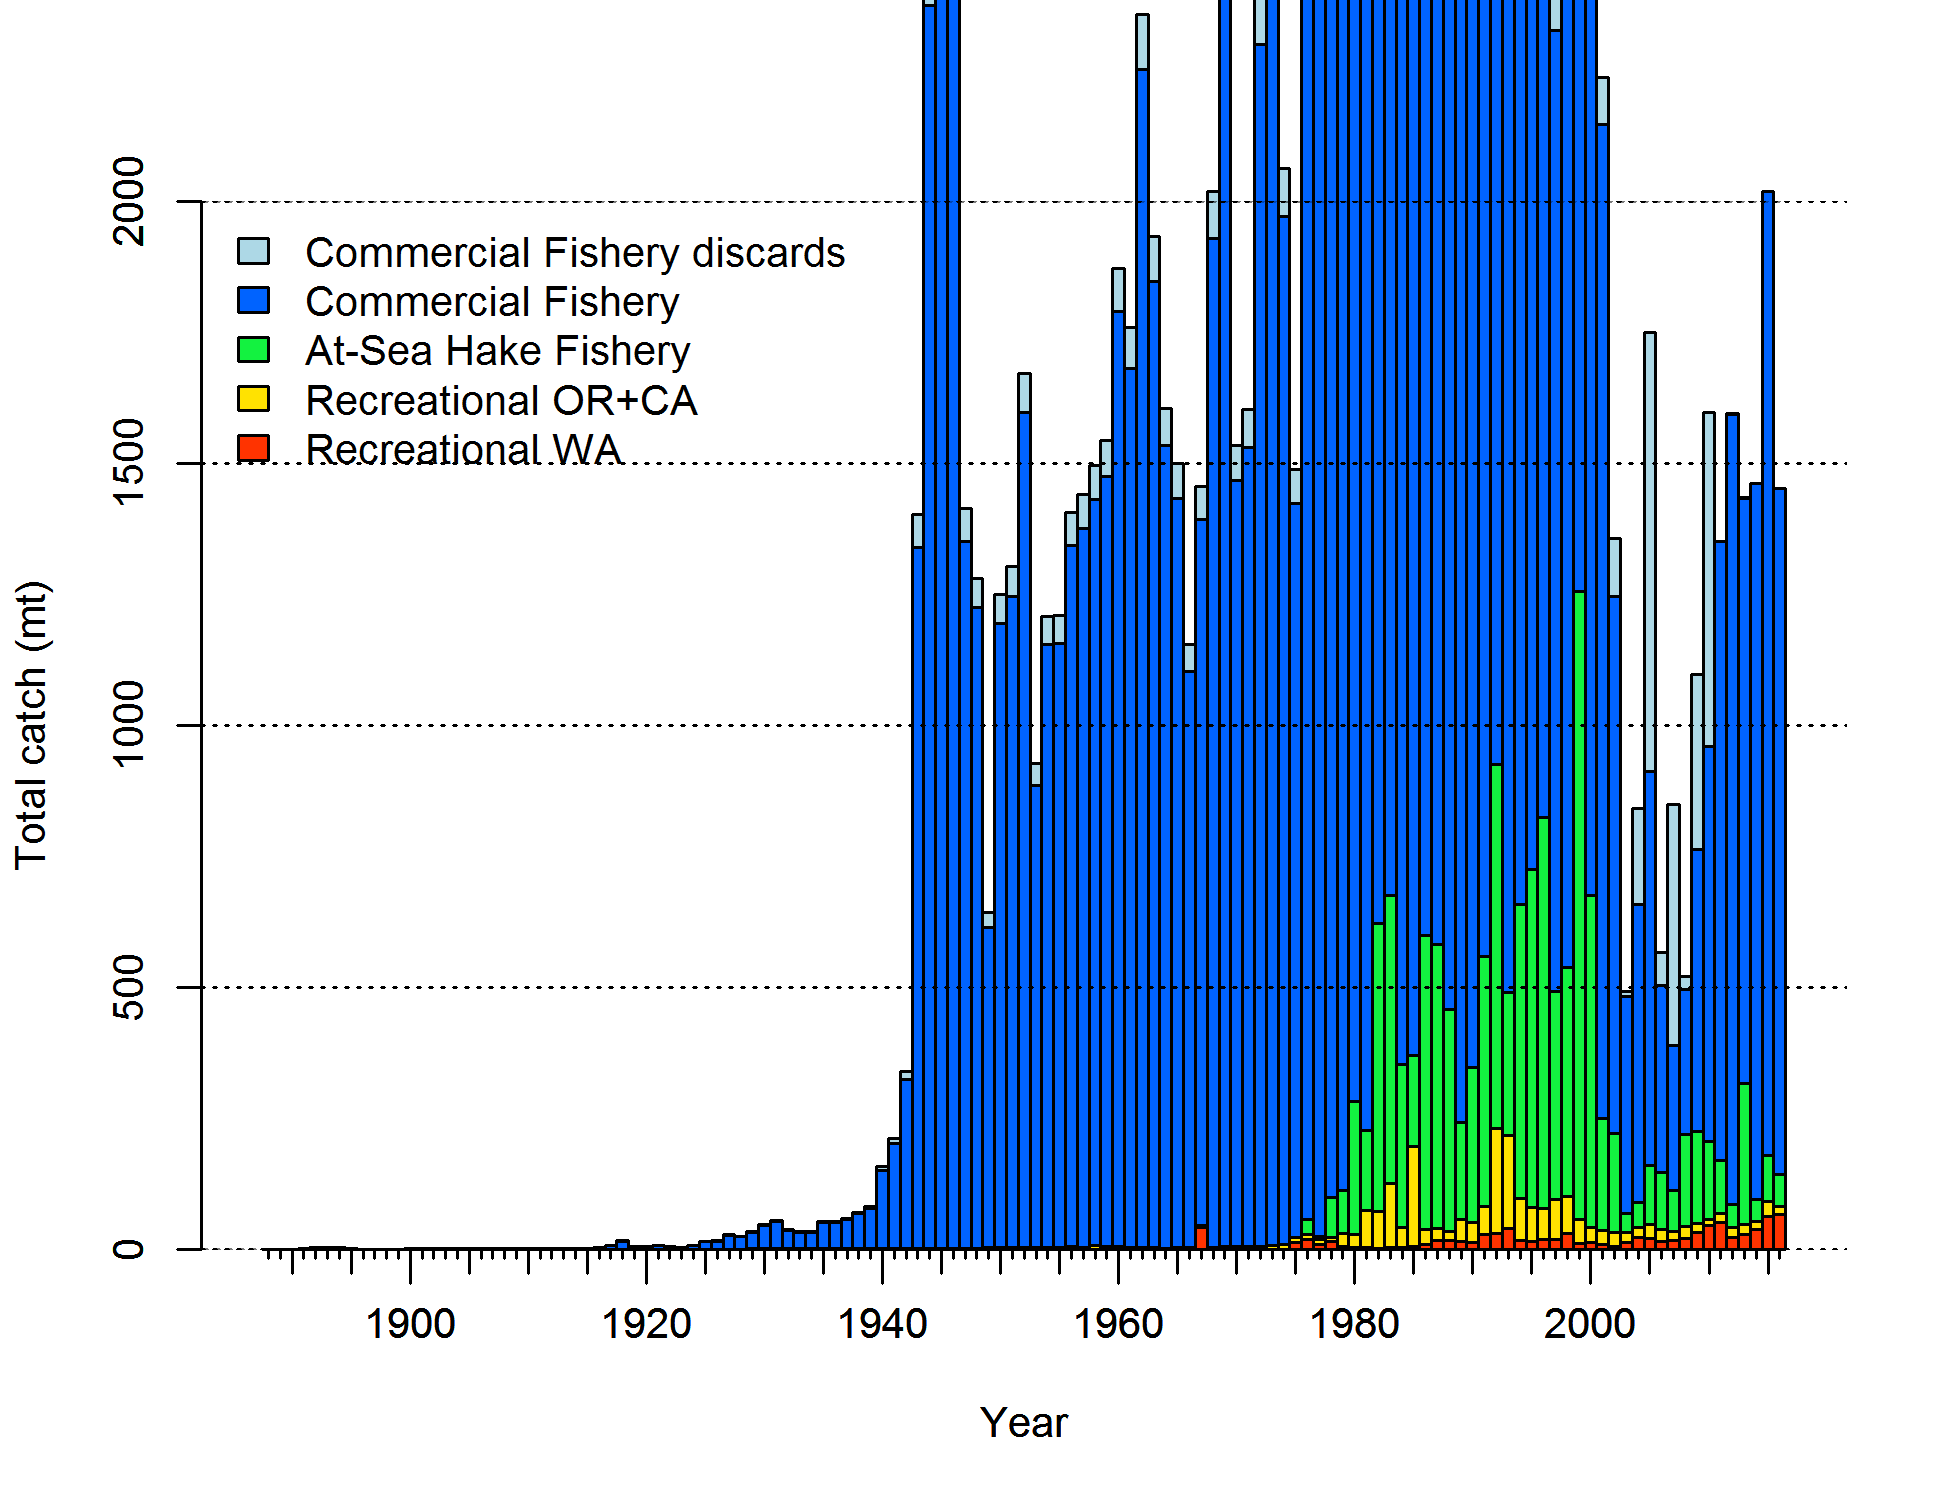 2000
Commercial Fishery discards
Commercial Fishery
At-Sea Hake Fishery
Recreational OR+CA
Recreational WA
1500
1000
500
0
Total catch (mt)
1900 1920 1940 1960 1980 2000
Year